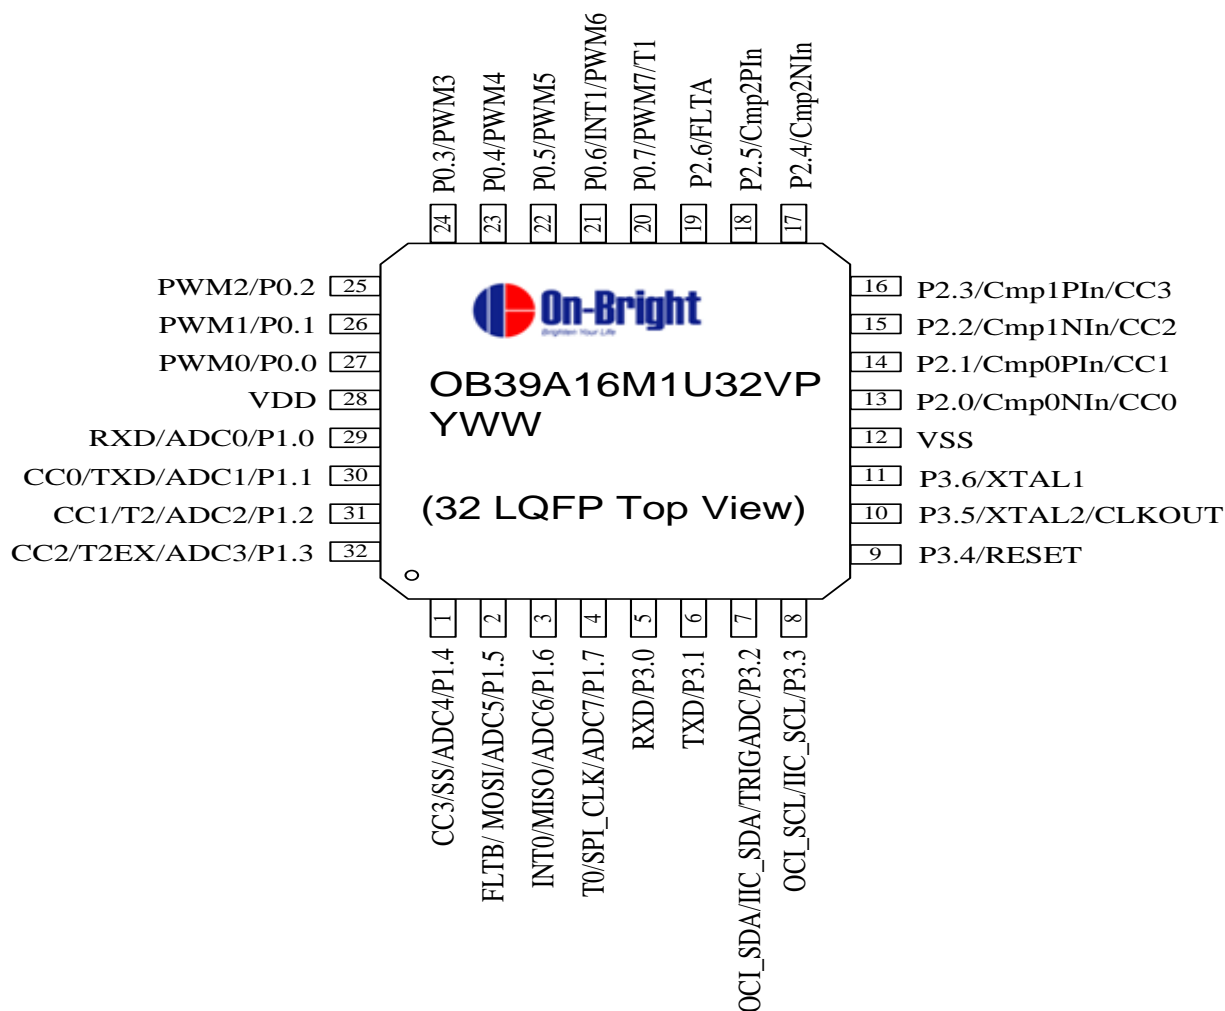 P0.3/PWM3
P0.4/PWM4
P0.5/PWM5
P0.6/INT1/PWM6
P0.7/PWM7/T1
P2.6/FLTA
P2.5/Cmp2PIn
P2.4/Cmp2NIn
24
23
22
21
20
19
18
17
PWM2/P0.2 25
PWM1/P0.1 26
PWM0/P0.0 27
VDD 28
RXD/ADC0/P1.0 29
CC0/TXD/ADC1/P1.1 30
CC1/T2/ADC2/P1.2 31
CC2/T2EX/ADC3/P1.3 32
On-Bright
Brighten Your Life
OB39A16M1U32VP
YWW
(32 LQFP Top View)
16 P2.3/Cmp1PIn/CC3
15 P2.2/Cmp1NIn/CC2
14 P2.1/Cmp0PIn/CC1
13 P2.0/Cmp0NIn/CC0
12 VSS
11 P3.6/XTAL1
10 P3.5/XTAL2/CLKOUT
9 P3.4/RESET
1
2
3
4
5
6
7
8
CC3/SS/ADC4/P1.4
FLTB/ MOSI/ADC5/P1.5
INT0/MISO/ADC6/P1.6
T0/SPI_CLK/ADC7/P1.7
RXD/P3.0
TXD/P3.1
OCI_SDA/IIC_SDA/TRIGADC/P3.2
OCI_SCL/IIC_SCL/P3.3